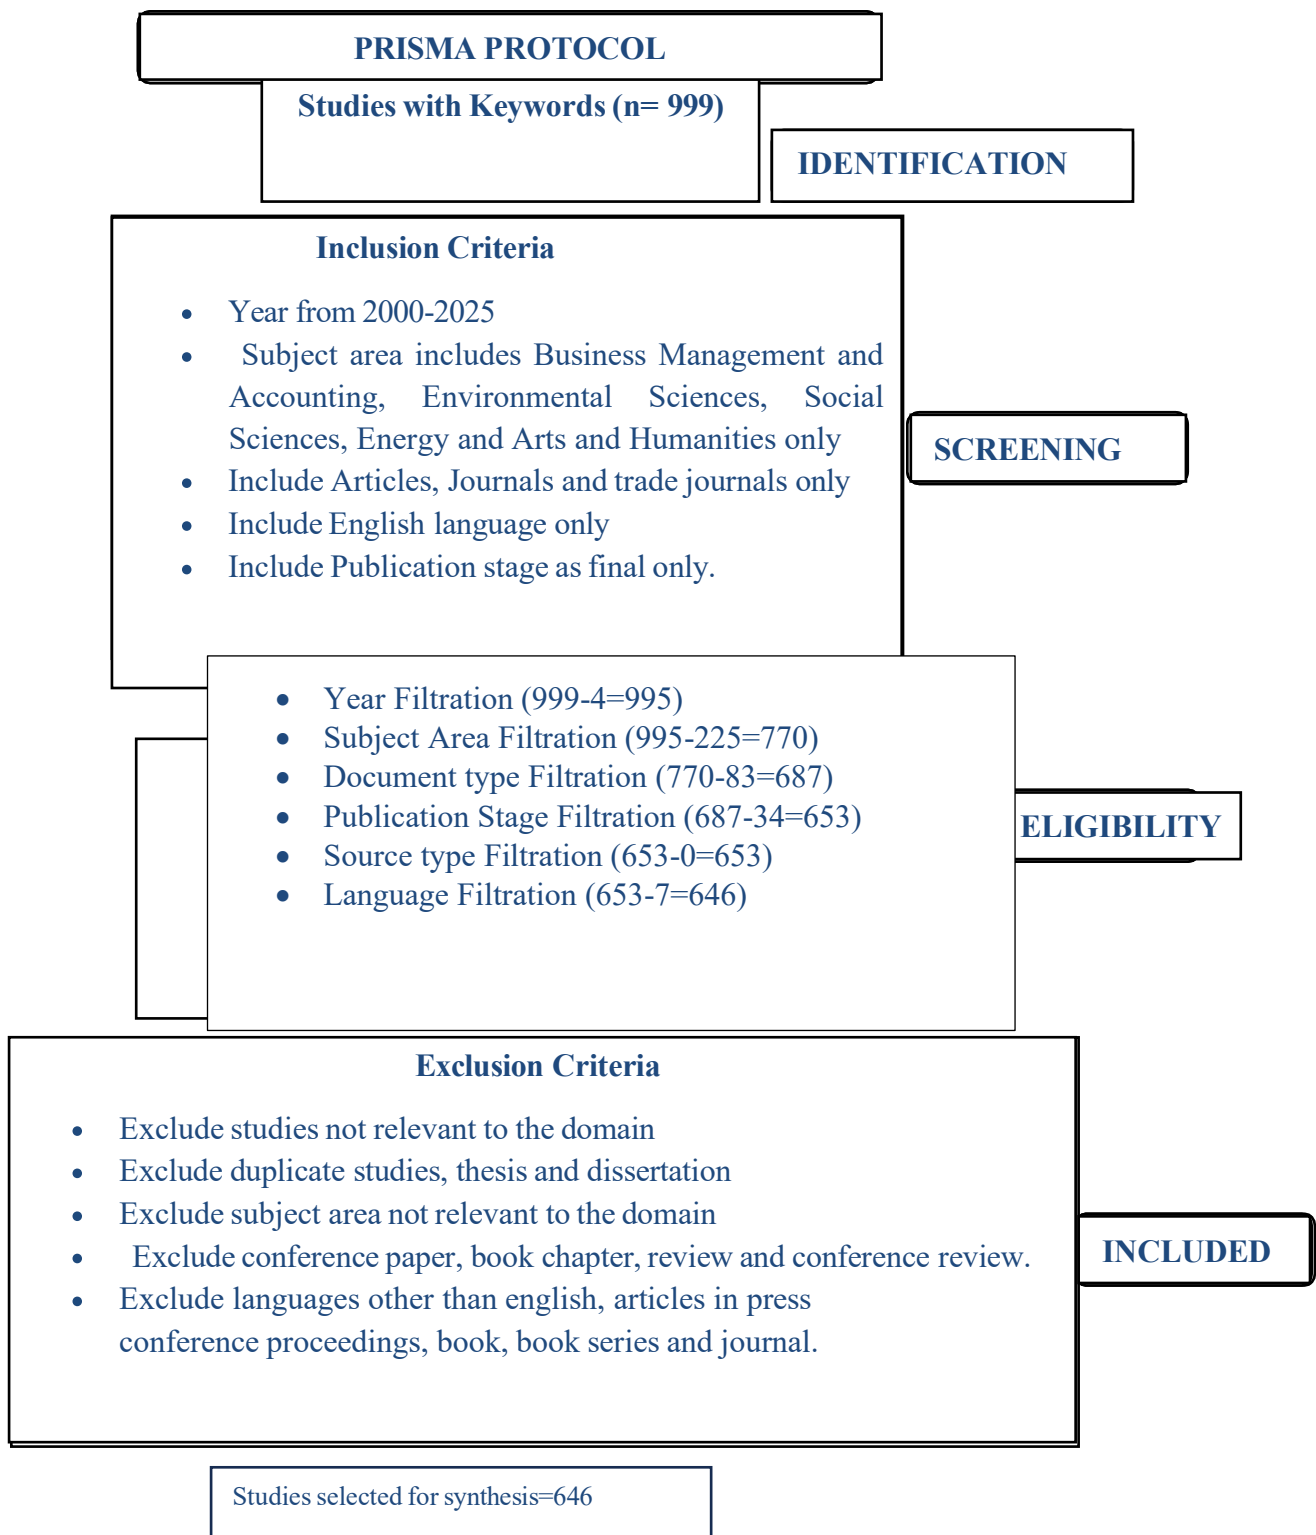 PRISMA PROTOCOL
Studies with Keywords (n= 999)
IDENTIFICATION
Inclusion Criteria
• Year from 2000-2025
• Subject area includes Business Management and
Accounting, Environmental Sciences, Social
Sciences, Energy and Arts and Humanities only
SCREENING
• Include Articles, Journals and trade journals only
• Include English language only
• Include Publication stage as final only.
• Year Filtration (999-4=995)
• Subject Area Filtration (995-225=770)
• Document type Filtration (770-83=687)
• Publication Stage Filtration (687-34=653)
ELIGIBILITY
• Source type Filtration (653-0=653)
• Language Filtration (653-7=646)
Exclusion Criteria
• Exclude studies not relevant to the domain
• Exclude duplicate studies, thesis and dissertation
• Exclude subject area not relevant to the domain
• Exclude conference paper, book chapter, review and conference review.
INCLUDED
• Exclude languages other than english, articles in press
conference proceedings, book, book series and journal.
Studies selected for synthesis=646